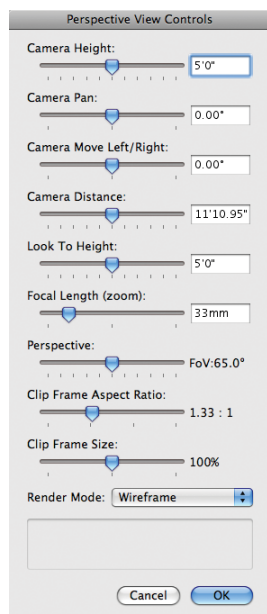 Perspective View Controls
Camera Height:
5'0"
Camera Pan:
0.00°
Camera Move Left/Right:
0.00°
Camera Distance:
11'10.95"
Look To Height:
5'0"
Focal Length (zoom):
33mm
Perspective:
FoV:65.0°
Clip Frame Aspect Ratio:
1.33 : 1
Clip Frame Size:
100%
Render Mode: Wireframe
Cancel OK